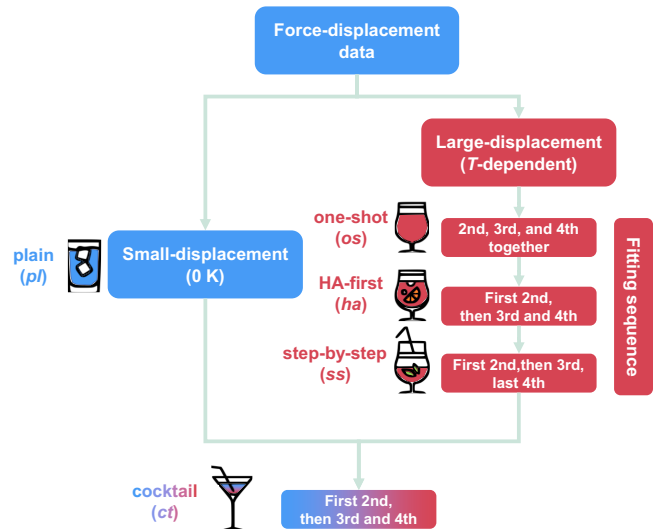 Force-displacement
data
Large-displacement
(T-dependent)
one-shot
(os)
2nd, 3rd, and 4th
together
plain
(pl)
Small-displacement
(0 K)
HA-first
(ha)
First 2nd,
then 3rd and 4th
step-by-step
(ss)
First 2nd,then 3rd,
last 4th
Fitting sequence
cocktail
(ct)
First 2nd,
then 3rd and 4th